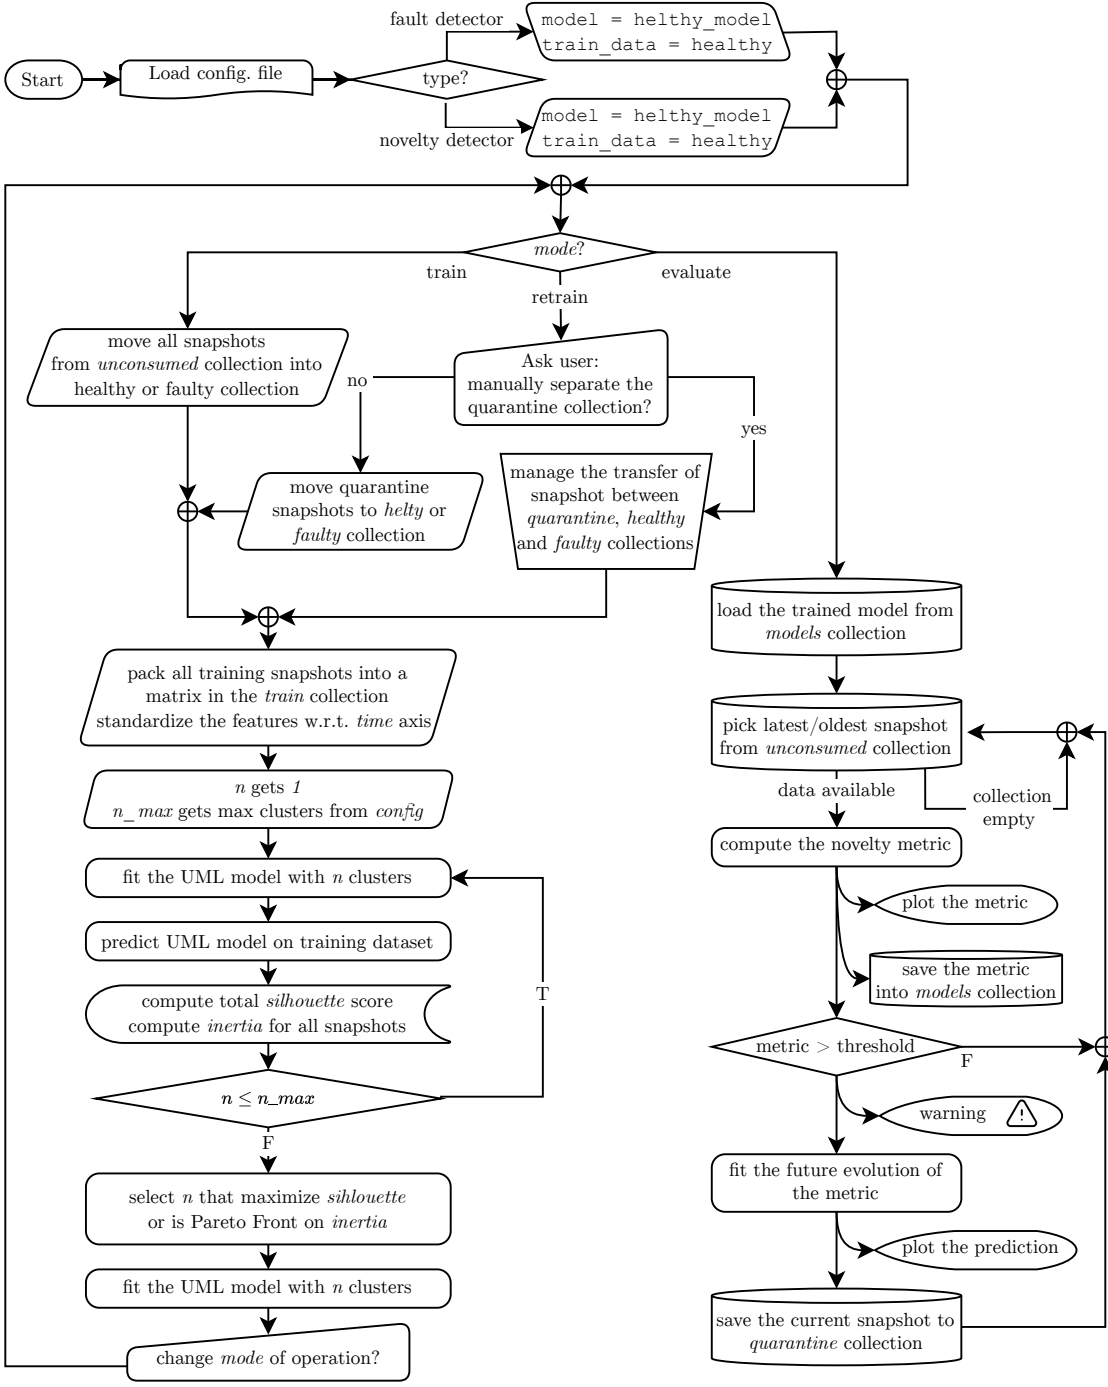 fault detector
model = helthy_model
train_data = healthy
Start
Load config. file
type?
novelty detector
model = helthy_model
train_data = healthy
mode?
train
evaluate
retrain
move all snapshots
from unconsumed collection into
healthy or faulty collection
Ask user:
manually separate the
quarantine collection?
no
yes
move quarantine
snapshots to helty or
faulty collection
manage the transfer of
snapshot between
quarantine, healthy
and faulty collections
load the trained model from
models collection
pack all training snapshots into a
matrix in the train collection
standardize the features w.r.t. time axis
pick latest/oldest snapshot
from unconsumed collection
data available
collection
empty
n gets 1
n_max gets max clusters from config
compute the novelty metric
fit the UML model with n clusters
plot the metric
predict UML model on training dataset
save the metric
into models collection
compute total silhouette score
compute inertia for all snapshots
T
metric > threshold
F
n ≤ n_max
F
warning
fit the future evolution of
the metric
select n that maximize sihlouette
or is Pareto Front on inertia
plot the prediction
fit the UML model with n clusters
save the current snapshot to
quarantine collection
change mode of operation?